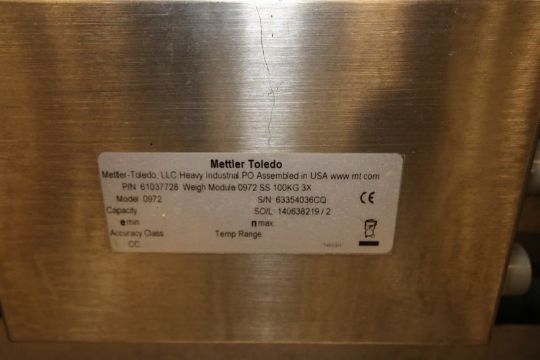 Mettler Toledo
Mettler-Toledo, LLC Heavy Industrial PO Assembled in USA www.mt.com
P/N 61037728 Weigh Module 0972 SS 100KG 3X
Model 0972 S/N 63354036CQ
Capacity SO/L 140638219 / 2
e min n max
Accuracy Class Temp Range
CC
CE